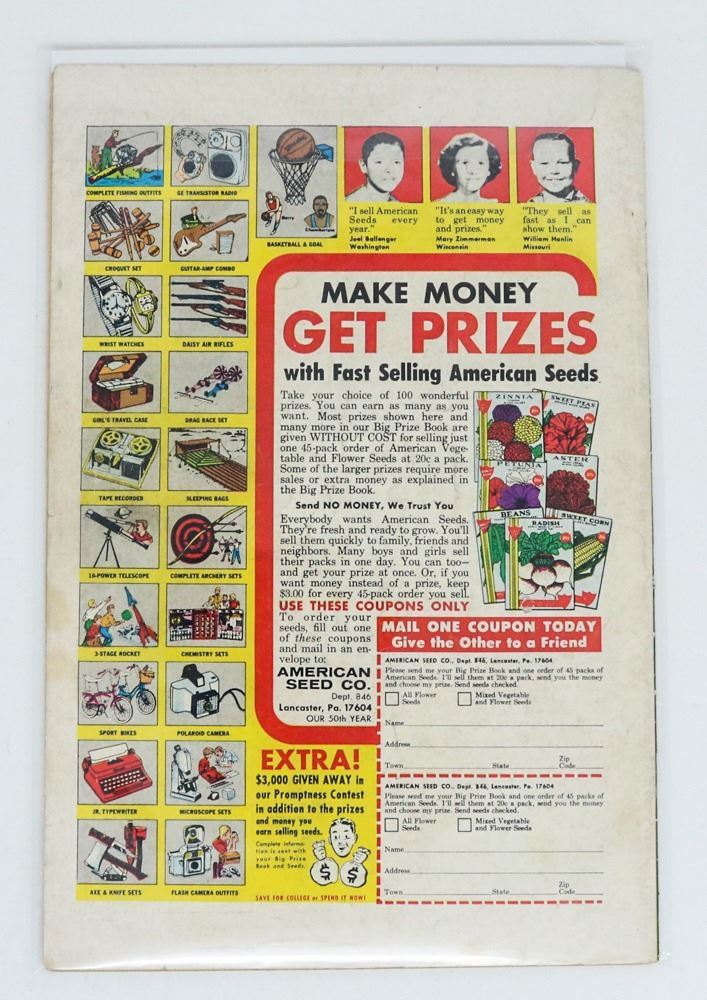 COMPLETE FISHING OUTFITS
GE TRANSISTOR RADIO
CROQUET SET
GUITAR-AMP COMBO
WRIST WATCHES
DAISY AIR RIFLES
GIRL'S TRAVEL CASE
DRAG RACE SET
TAPE RECORDER
SLEEPING BAGS
10-POWER TELESCOPE
COMPLETE ARCHERY SETS
3-STAGE ROCKET
CHEMISTRY SETS
SPORT BIKES
POLAROID CAMERA
JR. TYPEWRITER
MICROSCOPE SETS
AXE & KNIFE SETS
FLASH CAMERA OUTFITS
Barry
Chamberlain
BASKETBALL & GOAL
"I sell American
Seeds every
year."
Joel Ballenger
Washington
"It's an easy way
to get money
and prizes."
Mary Zimmerman
Wisconsin
"They sell as
fast as I can
show them."
William Hanlin
Missouri
MAKE MONEY
GET PRIZES
with Fast Selling American Seeds
Take your choice of 100 wonderful
prizes. You can earn as many as you
want. Most prizes shown here and
many more in our Big Prize Book are
given WITHOUT COST for selling just
one 45-pack order of American Vege-
table and Flower Seeds at 20c a pack.
Some of the larger prizes require more
sales or extra money as explained in
the Big Prize Book.
Send NO MONEY, We Trust You
Everybody wants American Seeds.
They're fresh and ready to grow. You'll
sell them quickly to family, friends and
neighbors. Many boys and girls sell
their packs in one day. You can too—
and get your prize at once. Or, if you
want money instead of a prize, keep
$3.00 for every 45-pack order you sell.
ZINNIA
SWEET PEAS
PETUNIA
ASTER
BEANS
RADISH
SWEET CORN
USE THESE COUPONS ONLY
To order your
seeds, fill out one
of these coupons
and mail in an en-
velope to:
AMERICAN
SEED CO.
Dept. 846
Lancaster, Pa. 17604
OUR 50th YEAR
MAIL ONE COUPON TODAY
Give the Other to a Friend
AMERICAN SEED CO., Dept. 846, Lancaster, Pa. 17604
Please send me your Big Prize Book and one order of 45 packs of
American Seeds. I'll sell them at 20c a pack, send you the money
and choose my prize. Send seeds checked.
All Flower
Seeds
Mixed Vegetable
and Flower Seeds
Name
Address
Town State Zip Code
AMERICAN SEED CO., Dept. 846, Lancaster, Pa. 17604
Please send me your Big Prize Book and one order of 45 packs of
American Seeds. I'll sell them at 20c a pack, send you the money
and choose my prize. Send seeds checked.
All Flower
Seeds
Mixed Vegetable
and Flower Seeds
Name
Address
Town State Zip Code
EXTRA!
$3,000 GIVEN AWAY in
our Promptness Contest
in addition to the prizes
and money you
earn selling seeds.
Complete informa-
tion is sent with
your Big Prize
Book and Seeds.
$ $
SAVE FOR COLLEGE or SPEND IT NOW!